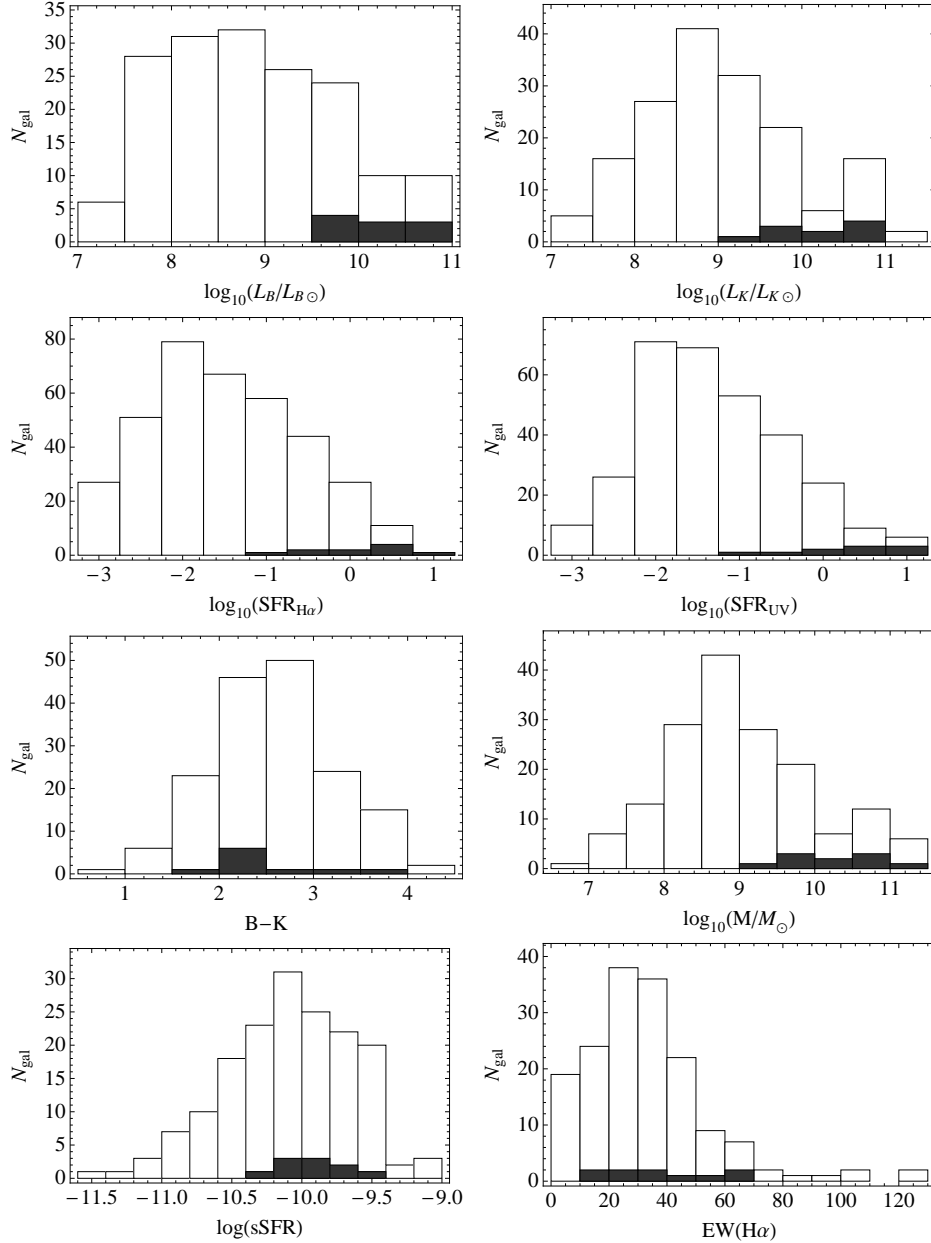 35
30
25
20
15
10
5
0
N_gal
7 8 9 10 11
log₁₀(L_B/L_B☉)
40
30
20
10
0
N_gal
7 8 9 10 11
log₁₀(L_K/L_K☉)
80
60
40
20
0
N_gal
−3 −2 −1 0 1
log₁₀(SFR_Hα)
60
40
20
0
N_gal
−3 −2 −1 0 1
log₁₀(SFR_UV)
50
40
30
20
10
0
N_gal
1 2 3 4
B−K
40
30
20
10
0
N_gal
7 8 9 10 11
log₁₀(M/M☉)
30
25
20
15
10
5
0
N_gal
−11.5 −11.0 −10.5 −10.0 −9.5 −9.0
log(sSFR)
40
30
20
10
0
N_gal
0 20 40 60 80 100 120
EW(Hα)